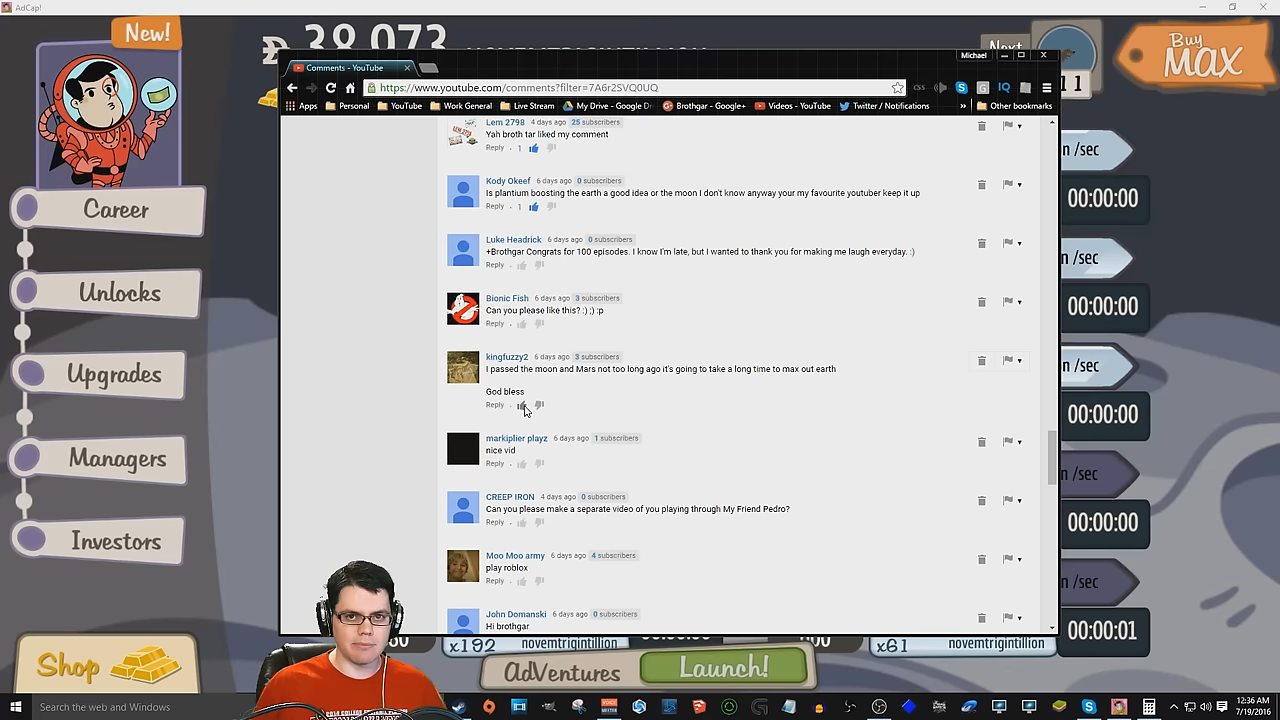 AdCap!
New!
38.073
NOVEMTRIGINTILLION
Next
Buy
MAX
11
Career
Unlocks
Upgrades
Managers
Investors
Shop
Michael
Comments - YouTube
https://www.youtube.com/comments?filter=7A6r2SVQ0UQ
css
IQ
Apps Personal YouTube Work General Live Stream My Drive - Google D Brothgar - Google+ Videos - YouTube Twitter / Notifications » Other bookmarks
Lem 2798 4 days ago 25 subscribers
Yah broth tar liked my comment
Reply · 1
Kody Okeef 6 days ago 0 subscribers
Is plantium boosting the earth a good idea or the moon I don't know anyway your my favourite youtuber keep it up
Reply · 1
Luke Headrick 6 days ago 0 subscribers
+Brothgar Congrats for 100 episodes. I know I'm late, but I wanted to thank you for making me laugh everyday. :)
Reply ·
Bionic Fish 6 days ago 3 subscribers
Can you please like this? :) ;) :p
Reply ·
kingfuzzy2 6 days ago 3 subscribers
I passed the moon and Mars not too long ago it's going to take a long time to max out earth
God bless
Reply ·
markiplier playz 6 days ago 1 subscribers
nice vid
Reply ·
CREEP IRON 4 days ago 0 subscribers
Can you please make a separate video of you playing through My Friend Pedro?
Reply ·
Moo Moo army 6 days ago 4 subscribers
play roblox
Reply ·
John Domanski 6 days ago 0 subscribers
Hi brothgar
n /sec
00:00:00
/sec
00:00:00
/sec
00:00:00
n /sec
00:00:00
/sec
00:00:01
x192
novemtrigintillion
x61
novemtrigintillion
AdVentures
Launch!
2014 COLLEGE
Search the web and Windows
12:36 AM
7/19/2016